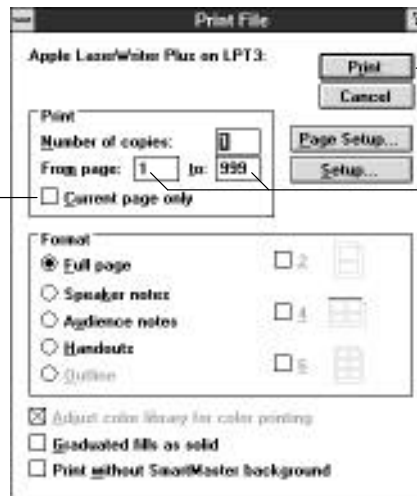 Print File
Apple LaserWriter Plus on LPT3:
Print
Cancel
Print
Number of copies: 1
Page Setup...
From page: 1 to: 999
Setup...
Current page only
Format
Full page
2
Speaker notes
Audience notes
4
Handouts
6
Outline
Adjust color library for color printing
Graduated fills as solid
Print without SmartMaster background